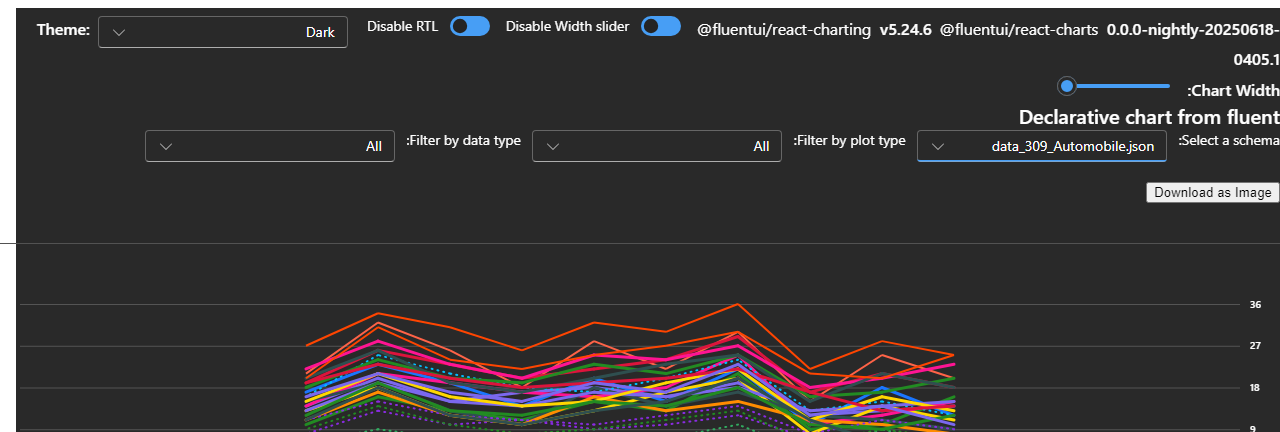 Theme: Dark Disable RTL Disable Width slider @fluentui/react-charting v5.24.6 @fluentui/react-charts 0.0.0-nightly-20250618-
0405.1
:Chart Width
Declarative chart from fluent
:Select a schema data_309_Automobile.json :Filter by plot type All :Filter by data type All
Download as Image
36
27
18
9